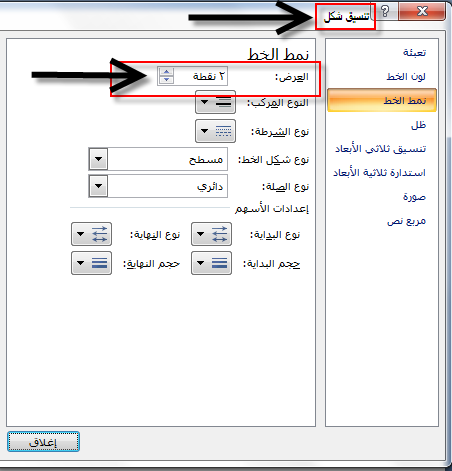 تنسيق شكل
تعبئة
لون الخط
نمط الخط
ظل
تنسيق ثلاثي الأبعاد
استدارة ثلاثية الأبعاد
صورة
مربع نص
نمط الخط
العرض: ٢ نقطة
النوع المركب:
نوع الشرطة:
نوع شكل الخط: مسطح
نوع الصلة: دائري
إعدادات الأسهم
نوع البداية: نوع النهاية:
حجم البداية: حجم النهاية:
إغلاق